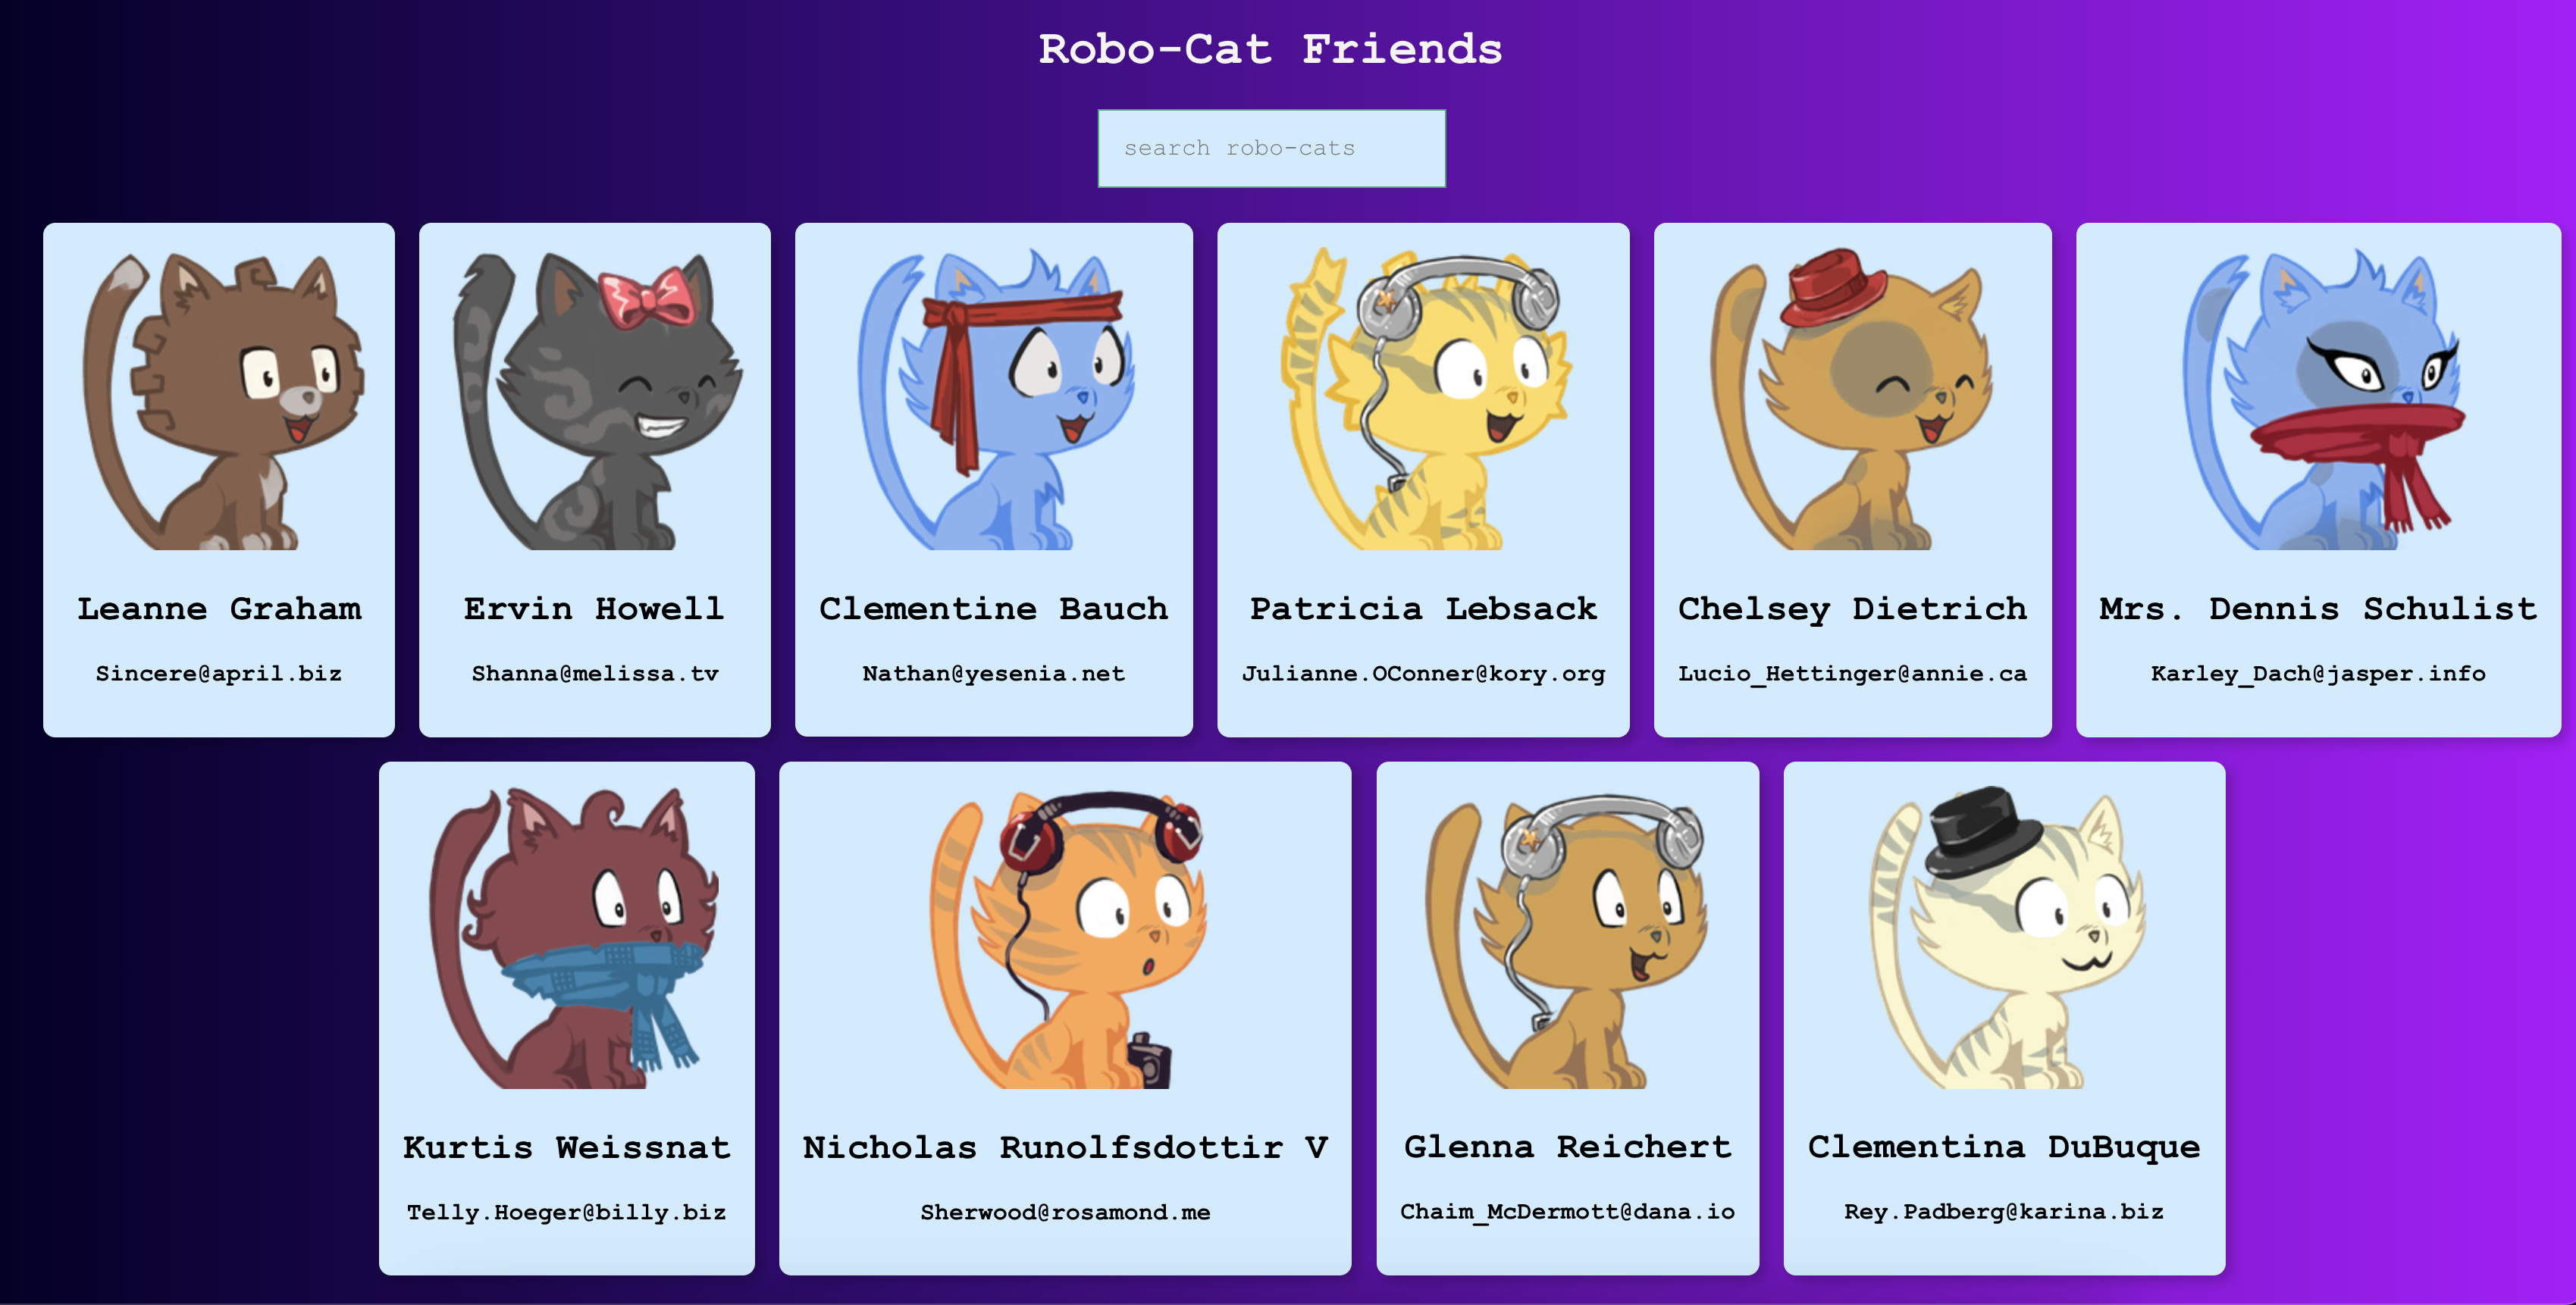 Robo-Cat Friends
search robo-cats
Leanne Graham
Sincere@april.biz
Ervin Howell
Shanna@melissa.tv
Clementine Bauch
Nathan@yesenia.net
Patricia Lebsack
Julianne.OConner@kory.org
Chelsey Dietrich
Lucio_Hettinger@annie.ca
Mrs. Dennis Schulist
Karley_Dach@jasper.info
Kurtis Weissnat
Telly.Hoeger@billy.biz
Nicholas Runolfsdottir V
Sherwood@rosamond.me
Glenna Reichert
Chaim_McDermott@dana.io
Clementina DuBuque
Rey.Padberg@karina.biz